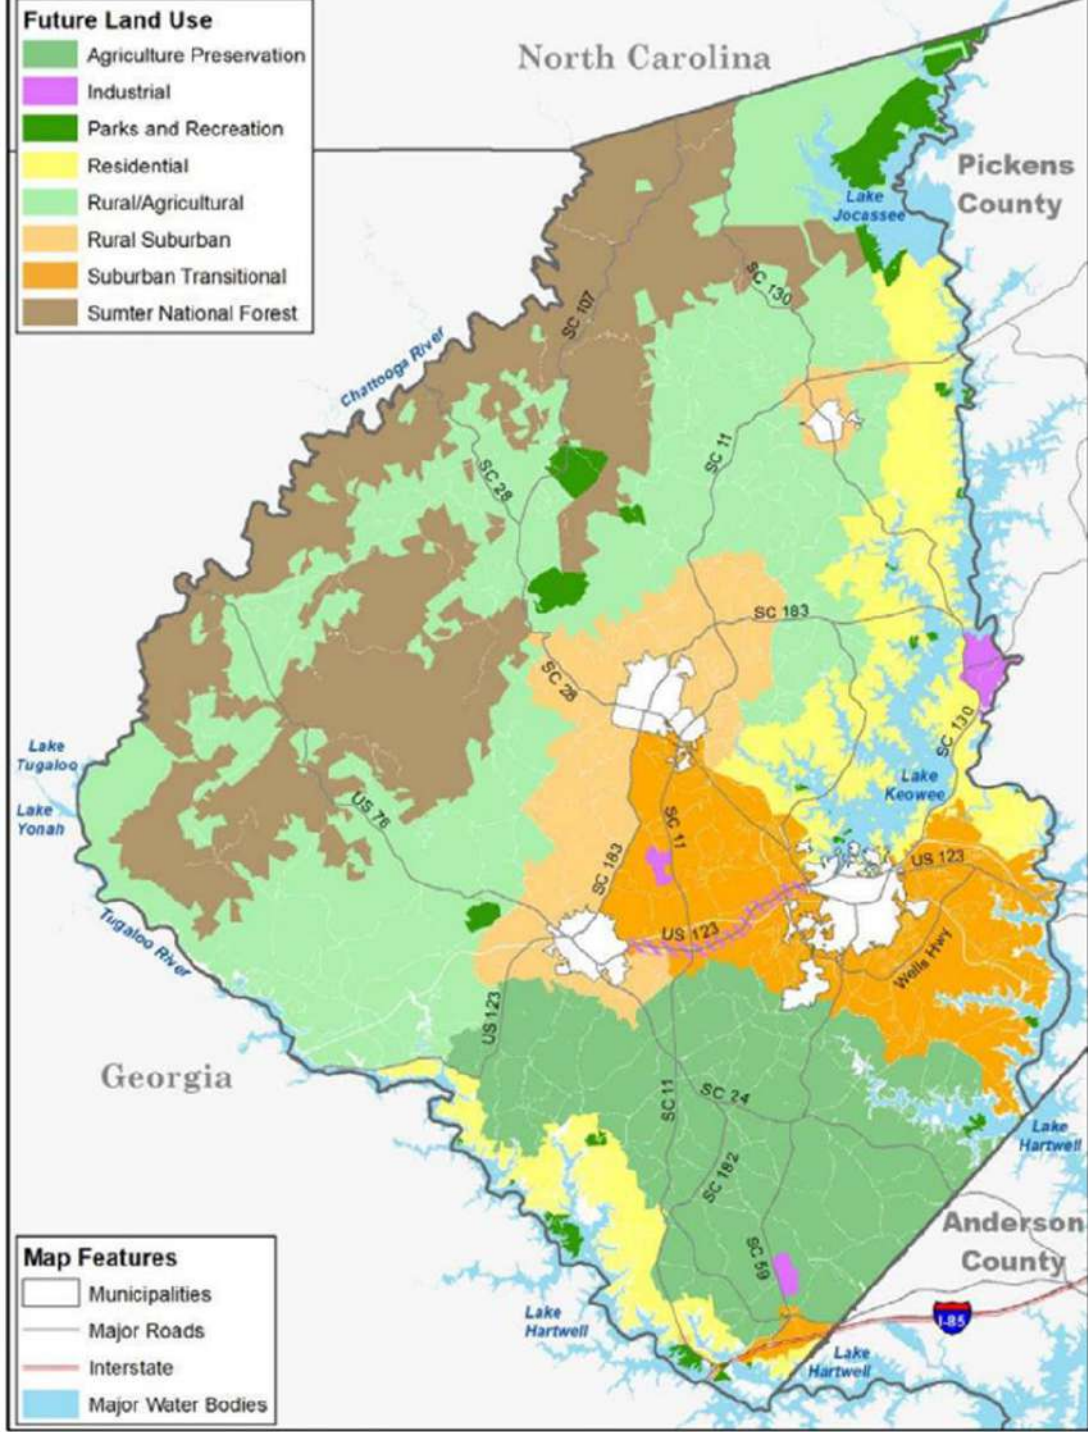 Future Land Use
Agriculture Preservation
Industrial
Parks and Recreation
Residential
Rural/Agricultural
Rural Suburban
Suburban Transitional
Sumter National Forest
North Carolina
Pickens
County
Lake
Jocassee
SC 130
SC 107
Chattooga River
SC 11
SC 28
SC 183
SC 28
SC 130
Lake
Tugaloo
Lake
Yonah
Lake
Keowee
US 76
SC 11
SC 183
US 123
US 123
Wells Hwy
Tugaloo River
US 123
Georgia
SC 11
SC 24
SC 182
Lake
Hartwell
Anderson
County
SC 59
Lake
Hartwell
I-85
Lake
Hartwell
Map Features
Municipalities
Major Roads
Interstate
Major Water Bodies